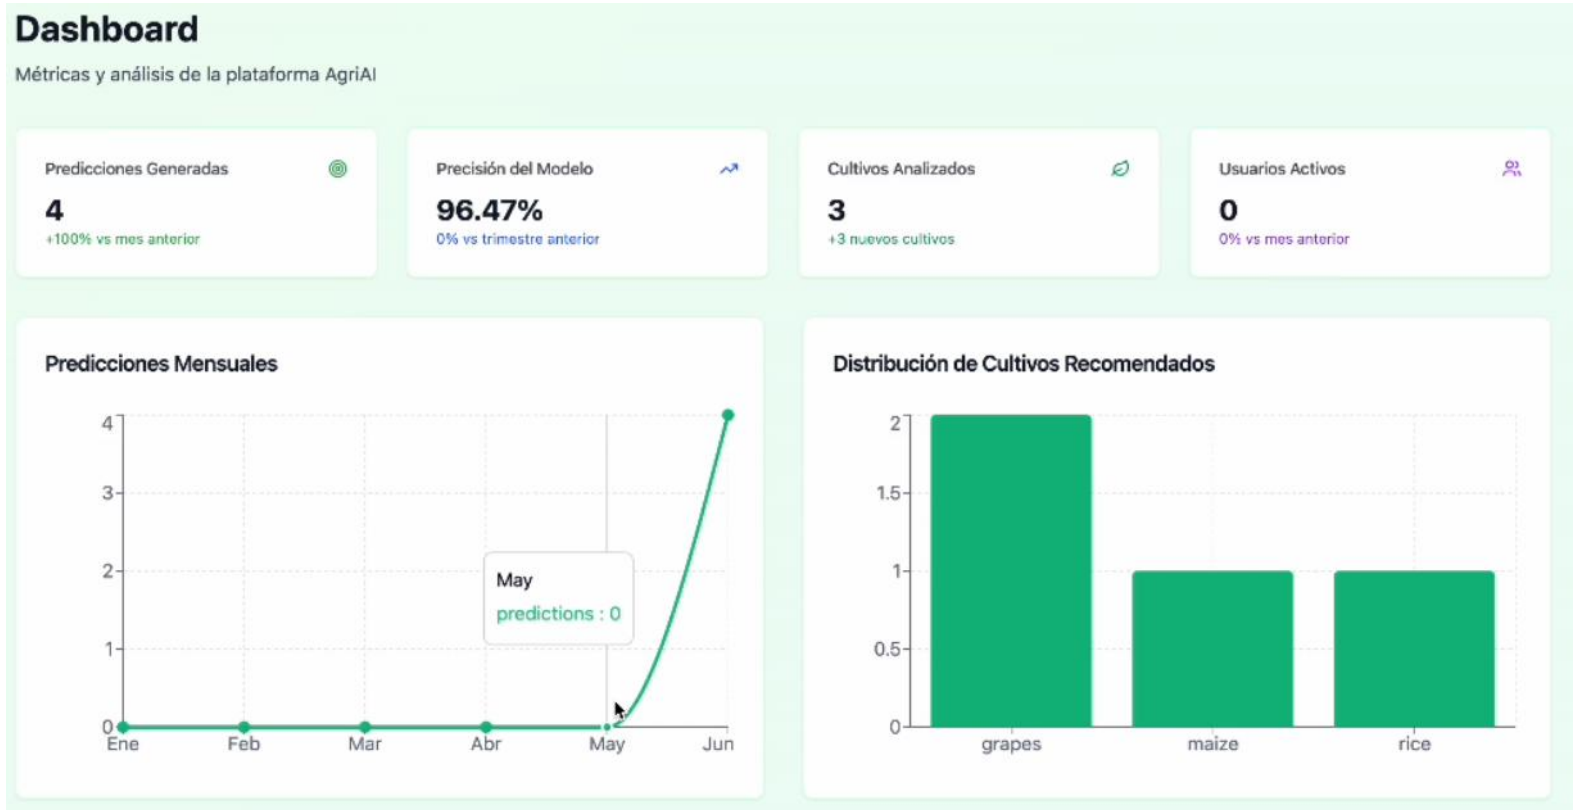 Dashboard
Métricas y análisis de la plataforma AgriAI
Predicciones Generadas
4
+100% vs mes anterior
Precisión del Modelo
96.47%
0% vs trimestre anterior
Cultivos Analizados
3
+3 nuevos cultivos
Usuarios Activos
0
0% vs mes anterior
Predicciones Mensuales
4
3
2
1
0
Ene Feb Mar Abr May Jun
May
predictions : 0
Distribución de Cultivos Recomendados
2
1.5
1
0.5
0
grapes maize rice